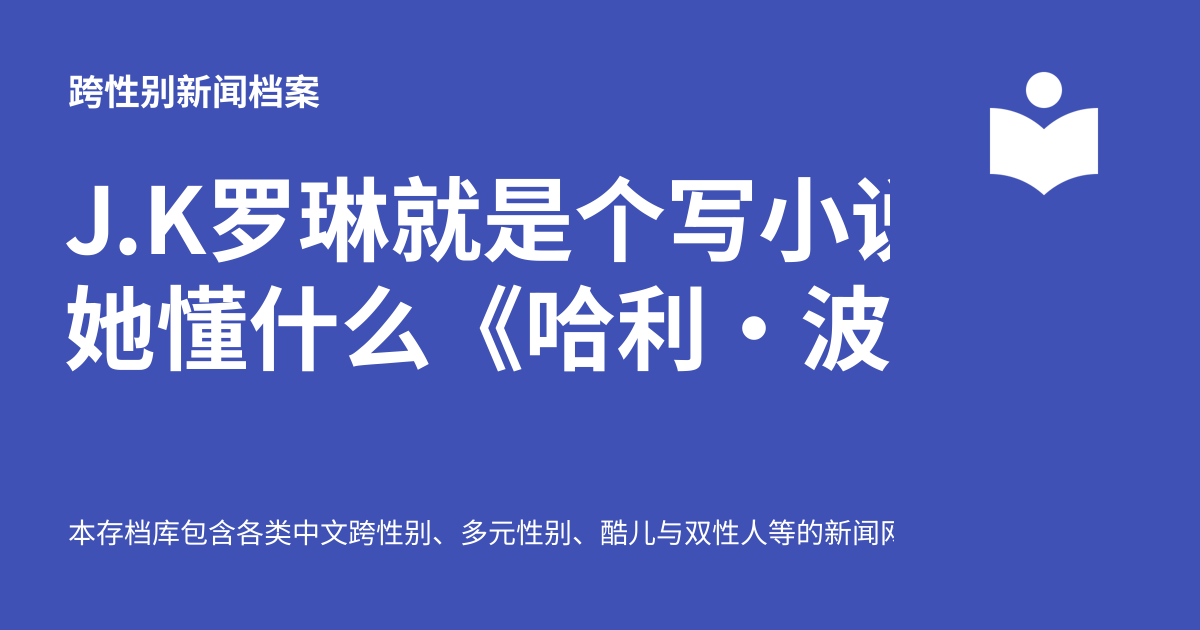 跨性别新闻档案
J.K罗琳就是个写小
她懂什么《哈利·波
本存档库包含各类中文跨性别、多元性别、酷儿与双性人等的新闻